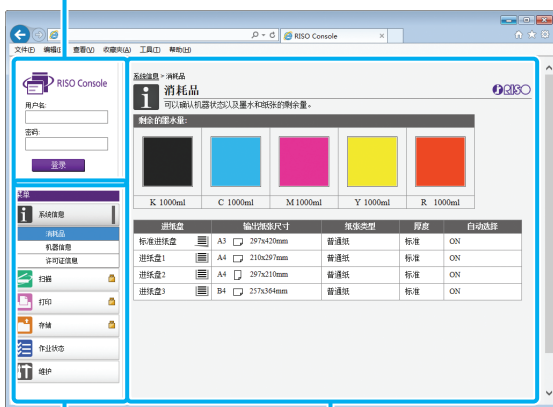 RISO Console
文件(F) 编辑(E) 查看(V) 收藏夹(A) 工具(T) 帮助(H)
RISO Console
用户名:
密码:
登录
菜单
系统信息
消耗品
机器信息
许可证信息
扫描
打印
存储
作业状态
维护
系统信息 > 消耗品
消耗品
RISO
可以确认机器状态以及墨水和纸张的剩余量。
剩余的墨水量:
K 1000ml C 1000ml M 1000ml Y 1000ml R 1000ml
进纸盘 输出纸张尺寸 纸张类型 厚度 自动选择
标准进纸盘 A3 297x420mm 普通纸 标准 ON
进纸盘1 A4 210x297mm 普通纸 标准 ON
进纸盘2 A4 297x210mm 普通纸 标准 ON
进纸盘3 B4 257x364mm 普通纸 标准 ON